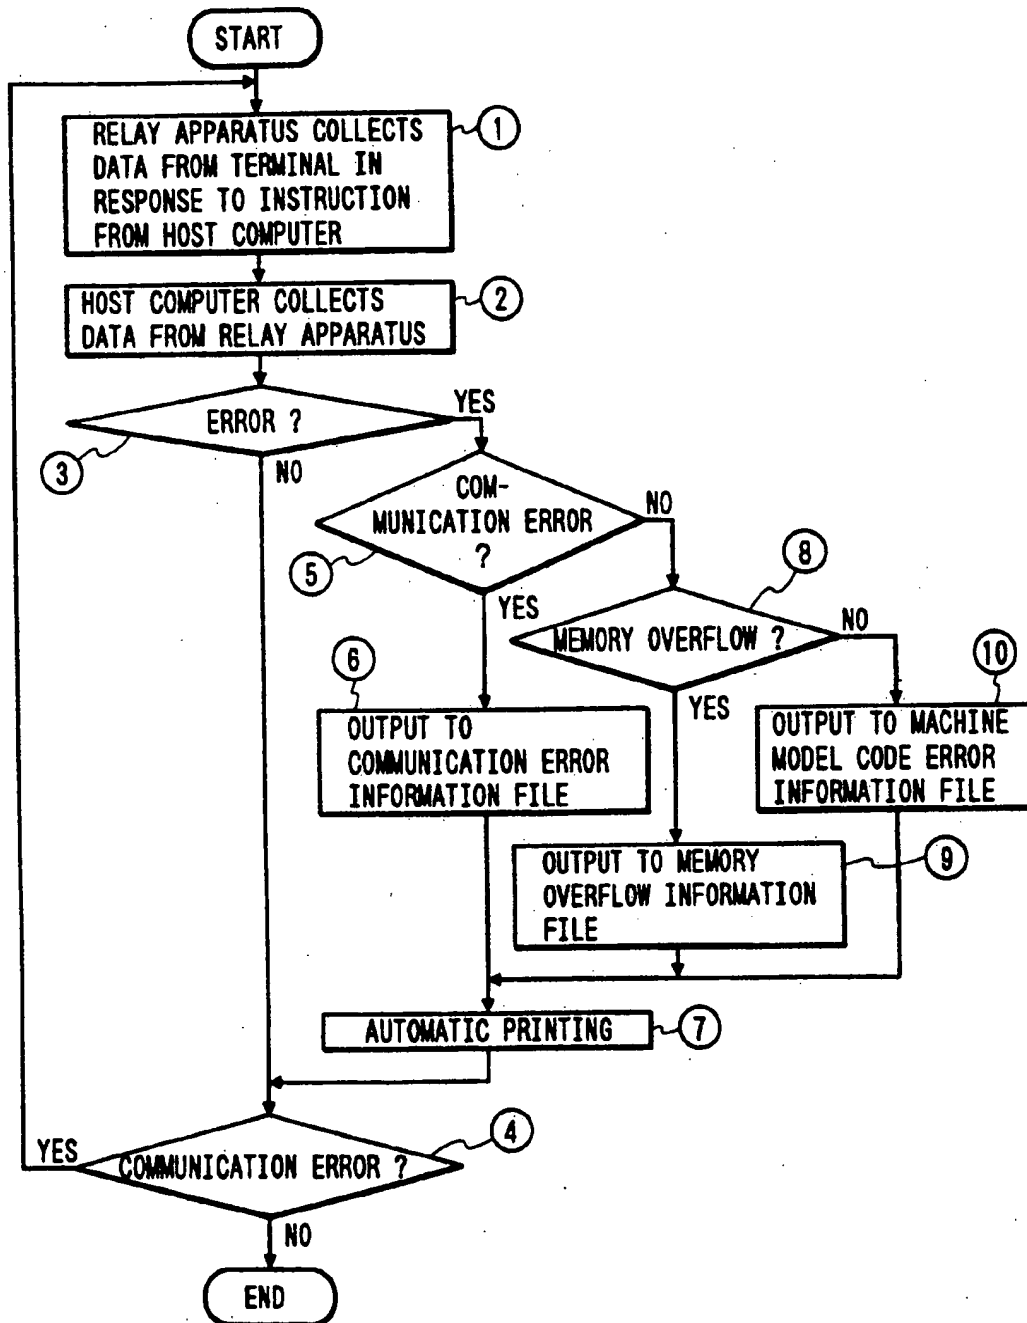 START
RELAY APPARATUS COLLECTS
DATA FROM TERMINAL IN
RESPONSE TO INSTRUCTION
FROM HOST COMPUTER
1
HOST COMPUTER COLLECTS
DATA FROM RELAY APPARATUS
2
ERROR ?
YES
3
NO
COM-
MUNICATION ERROR
?
NO
5
YES
8
MEMORY OVERFLOW ?
NO
YES
6
10
OUTPUT TO
COMMUNICATION ERROR
INFORMATION FILE
OUTPUT TO MACHINE
MODEL CODE ERROR
INFORMATION FILE
OUTPUT TO MEMORY
OVERFLOW INFORMATION
FILE
9
AUTOMATIC PRINTING
7
4
YES
COMMUNICATION ERROR ?
NO
END